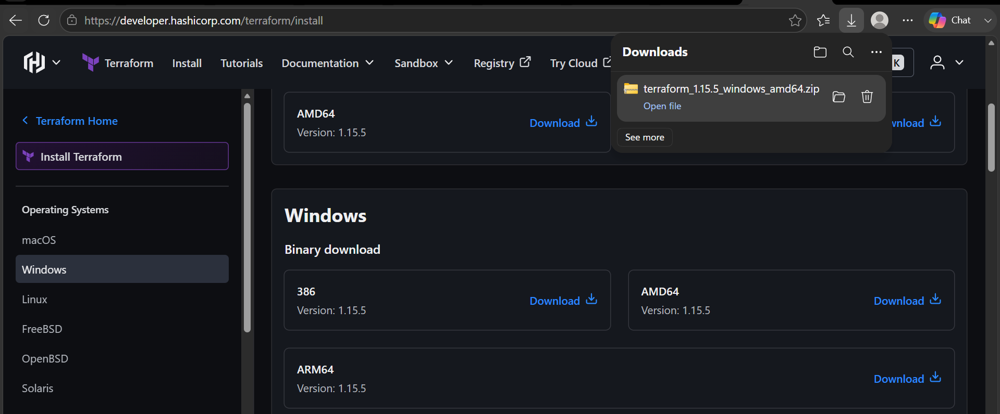 https://developer.hashicorp.com/terraform/install
Chat
Terraform
Install
Tutorials
Documentation
Sandbox
Registry
Try Cloud
K
Downloads
terraform_1.15.5_windows_amd64.zip
Open file
See more
Terraform Home
Install Terraform
Operating Systems
macOS
Windows
Linux
FreeBSD
OpenBSD
Solaris
AMD64
Version: 1.15.5
Download
Windows
Binary download
386
Version: 1.15.5
Download
AMD64
Version: 1.15.5
Download
ARM64
Version: 1.15.5
Download